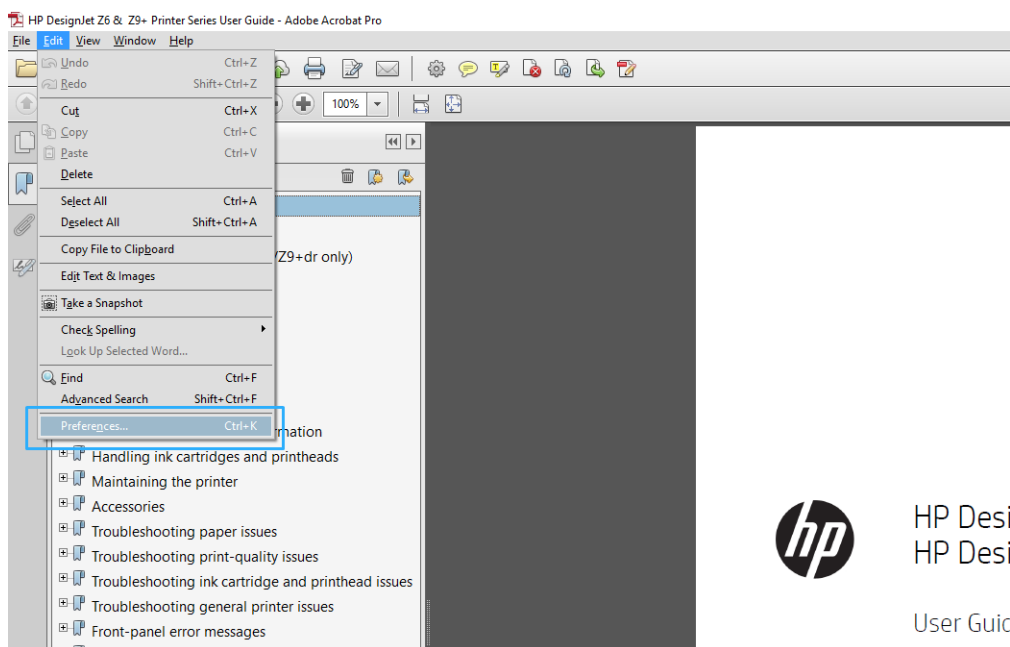 HP DesignJet Z6 & Z9+ Printer Series User Guide - Adobe Acrobat Pro
File Edit View Window Help
Undo Ctrl+Z
Redo Shift+Ctrl+Z
100%
Cut Ctrl+X
Copy Ctrl+C
Paste Ctrl+V
Delete
Select All Ctrl+A
Deselect All Shift+Ctrl+A
Copy File to Clipboard
/Z9+dr only)
Edit Text & Images
Take a Snapshot
Check Spelling
Look Up Selected Word...
Find Ctrl+F
Advanced Search Shift+Ctrl+F
Preferences... Ctrl+K
Handling ink cartridges and printheads
Maintaining the printer
Accessories
Troubleshooting paper issues
Troubleshooting print-quality issues
Troubleshooting ink cartridge and printhead issues
Troubleshooting general printer issues
Front-panel error messages
hp
HP Desi
HP Desi
User Guid